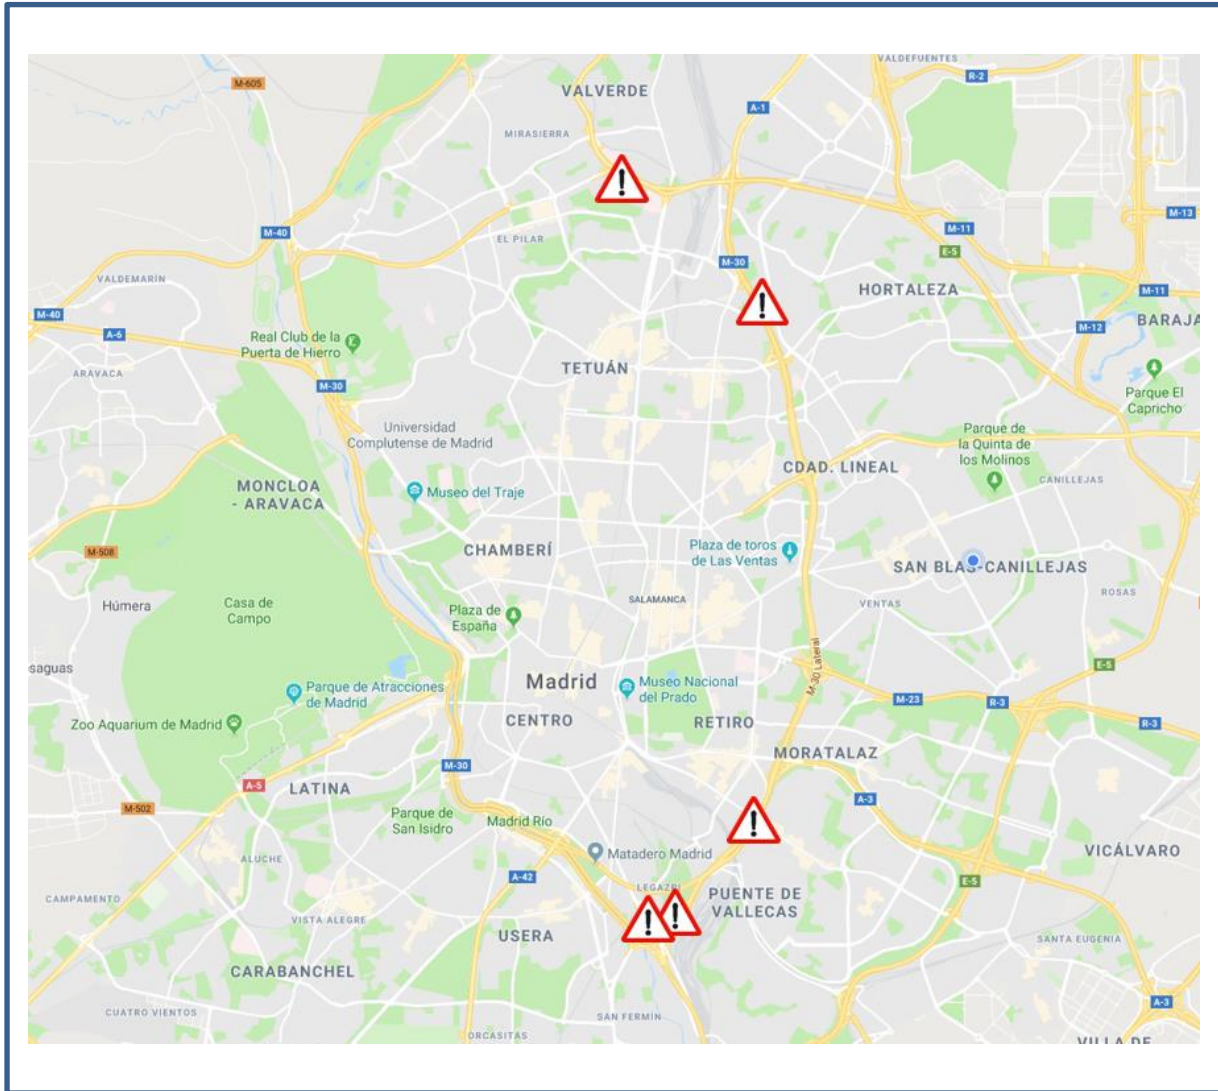 VALDEFUENTES
M-605
R-2
VALVERDE
A-1
MIRASIERRA
M-13
M-40
M-11
EL PILAR
E-5
M-30
VALDEMARÍN
HORTALEZA
M-11
M-40
BARAJA
A-6
M-12
Real Club de la
Puerta de Hierro
TETUÁN
ARAVACA
M-30
Parque El
Capricho
Universidad
Complutense de Madrid
Parque de
la Quinta de
los Molinos
CDAD. LINEAL
CANILLEJAS
MONCLOA
- ARAVACA
Museo del Traje
M-508
CHAMBERÍ
Plaza de toros
de Las Ventas
SAN BLAS-CANILLEJAS
ROSAS
Húmera
Casa de
Campo
Plaza de
España
SALAMANCA
VENTAS
saguas
M-30 Lateral
E-5
Madrid
Museo Nacional
del Prado
Parque de Atracciones
de Madrid
M-23
R-3
Zoo Aquarium de Madrid
CENTRO
RETIRO
R-3
MORATALAZ
M-30
A-5
LATINA
A-3
M-502
Parque de
San Isidro
Madrid Río
Matadero Madrid
VICÁLVARO
ALUCHE
A-42
E-5
LEGAZPI
CAMPAMENTO
PUENTE DE
VALLECAS
VISTA ALEGRE
USERA
SANTA EUGENIA
CARABANCHEL
A-3
CUATRO VIENTOS
SAN FERMÍN
ORCASITAS
VILLA DE